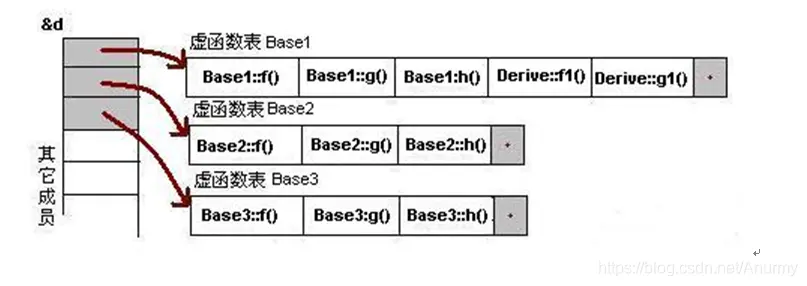 &d
虚函数表 Base1
Base1::f() Base1::g() Base1:h() Derive::f1() Derive::g1()
虚函数表 Base2
Base2::f() Base2::g() Base2::h()
虚函数表 Base3
Base3::f() Base3:g() Base3::h()
其它成员
https://blog.csdn.net/Anurmy